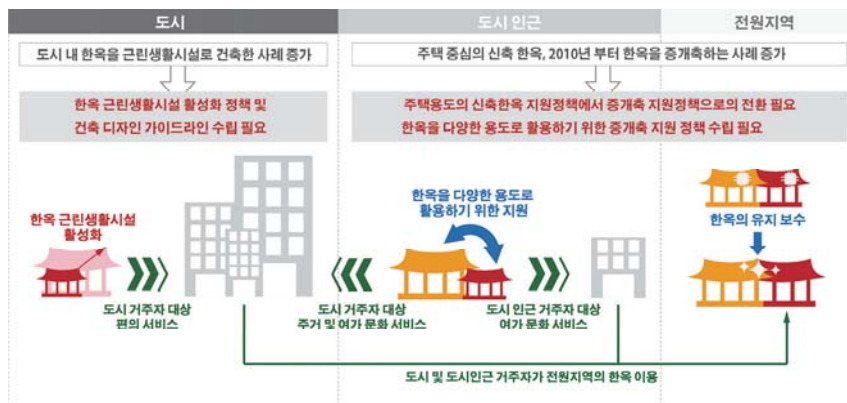 도시
도시 인근
전원지역
도시 내 한옥을 근린생활시설로 건축한 사례 증가
주택 중심의 신축 한옥, 2010년 부터 한옥을 증개축하는 사례 증가
한옥 근린생활시설 활성화 정책 및
건축 디자인 가이드라인 수립 필요
주택용도의 신축한옥 지원정책에서 증개축 지원정책으로의 전환 필요
한옥을 다양한 용도로 활용하기 위한 증개축 지원 정책 수립 필요
한옥 근린생활시설
활성화
한옥을 다양한 용도로
활용하기 위한 지원
한옥의 유지 보수
도시 거주자 대상
편의 서비스
도시 거주자 대상
주거 및 여가 문화 서비스
도시 인근 거주자 대상
여가 문화 서비스
도시 및 도시인근 거주자가 전원지역의 한옥 이용